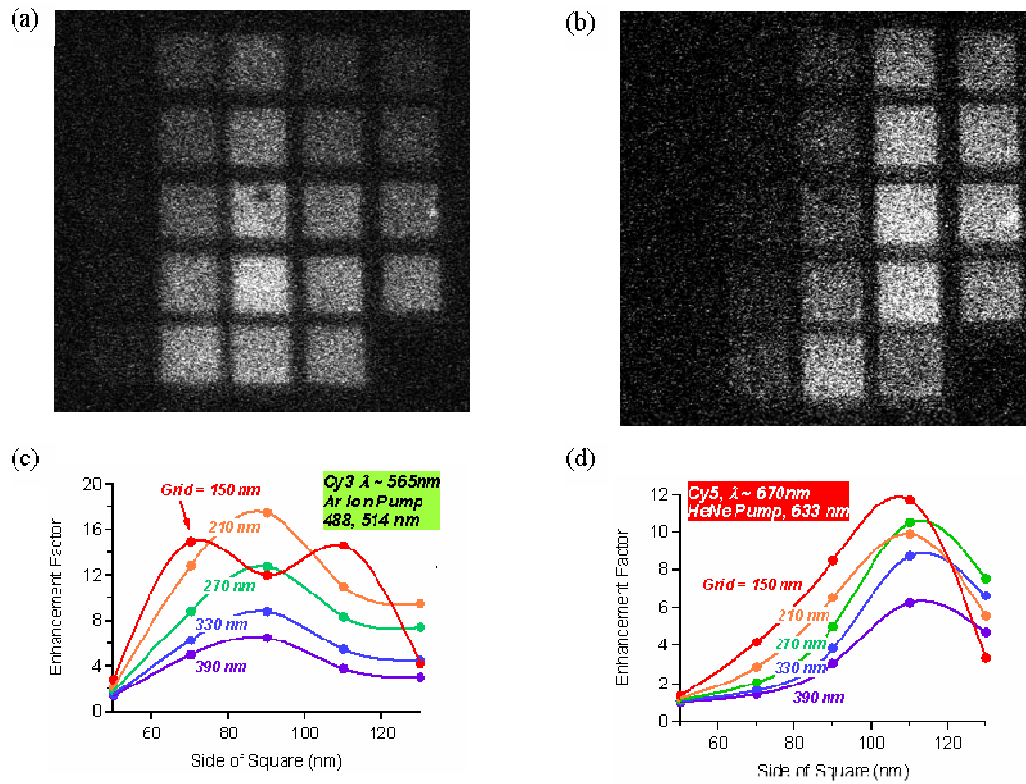 (a)
(b)
(c)
20
16
12
8
4
0
Enhancement Factor
60
80
100
120
Side of Square (nm)
Grid = 150 nm
210 nm
270 nm
330 nm
390 nm
Cy3 λ ~ 565nm
Ar Ion Pump
488, 514 nm
(d)
12
10
8
6
4
2
0
Enhancement Factor
60
80
100
120
Side of Square (nm)
Cy5, λ ~ 670nm
HeNe Pump, 633 nm
Grid = 150 nm
210 nm
270 nm
330 nm
390 nm